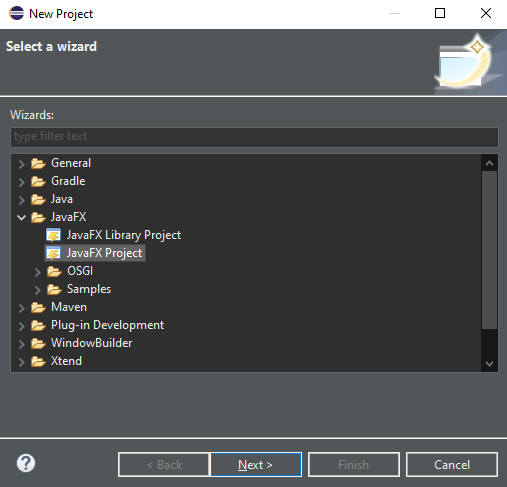 New Project
Select a wizard
Wizards:
type filter text
General
Gradle
Java
JavaFX
JavaFX Library Project
JavaFX Project
OSGI
Samples
Maven
Plug-in Development
WindowBuilder
Xtend
?
< Back
Next >
Finish
Cancel